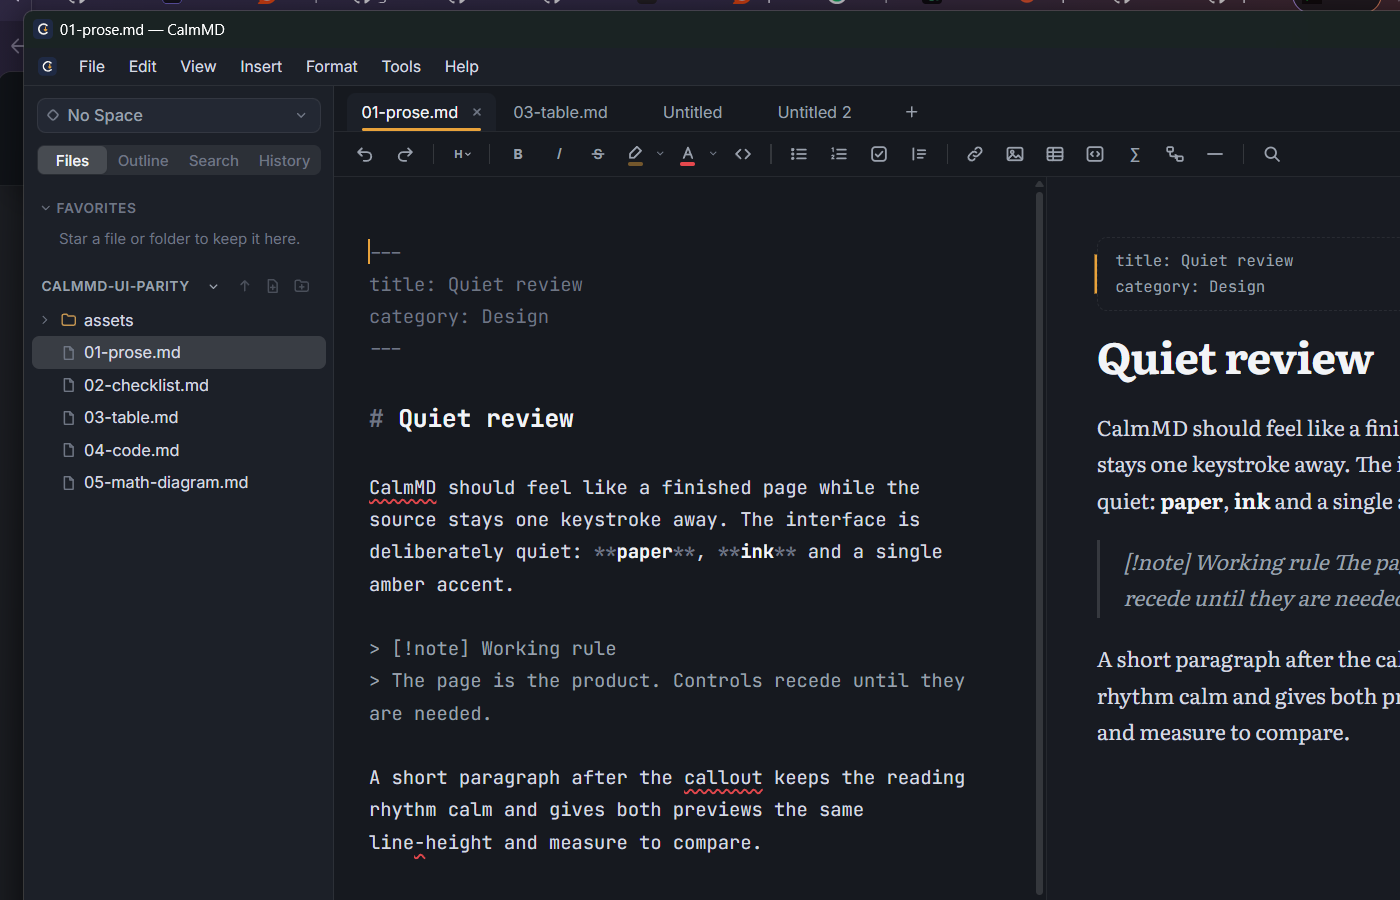 01-prose.md — CalmMD
File Edit View Insert Format Tools Help
No Space
Files Outline Search History
FAVORITES
Star a file or folder to keep it here.
CALMMD-UI-PARITY
assets
01-prose.md
02-checklist.md
03-table.md
04-code.md
05-math-diagram.md
01-prose.md × 03-table.md Untitled Untitled 2 +
H B I S A
---
title: Quiet review
category: Design
---
# Quiet review
CalmMD should feel like a finished page while the
source stays one keystroke away. The interface is
deliberately quiet: **paper**, **ink** and a single
amber accent.
> [!note] Working rule
> The page is the product. Controls recede until they
are needed.
A short paragraph after the callout keeps the reading
rhythm calm and gives both previews the same
line-height and measure to compare.
title: Quiet review
category: Design
Quiet review
CalmMD should feel like a fini
stays one keystroke away. The i
quiet: paper, ink and a single
[!note] Working rule The pa
recede until they are needed
A short paragraph after the cal
rhythm calm and gives both pr
and measure to compare.